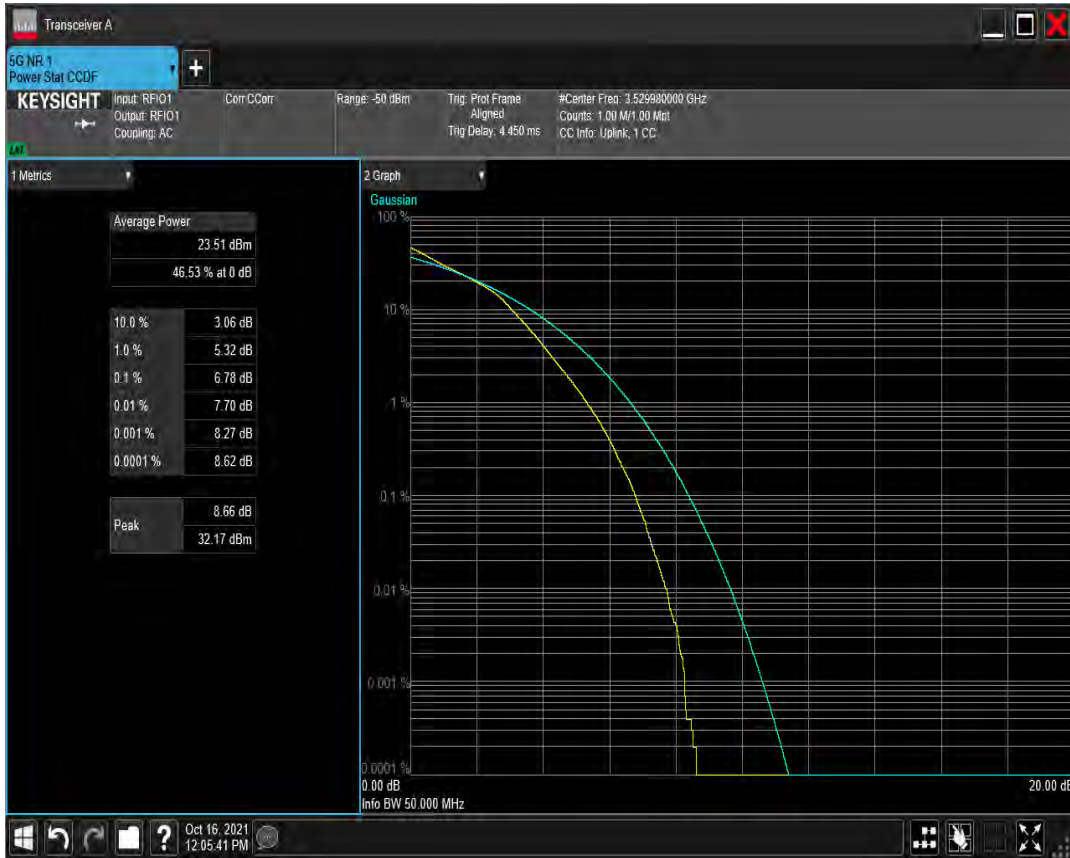 Transceiver A
5G NR 1
Power Stat CCDF
+
KEYSIGHT
Input: RFIO1
Output: RFIO1
Coupling: AC
Corr CCorr
Range: -50 dBm
Trig: Prot Frame
Aligned
Trig Delay: 4.450 ms
#Center Freq: 3.529980000 GHz
Counts: 1.00 M/1.00 Mpt
CC Info: Uplink, 1 CC
1 Metrics
Average Power
23.51 dBm
46.53 % at 0 dB
10.0 % 3.06 dB
1.0 % 5.32 dB
0.1 % 6.78 dB
0.01 % 7.70 dB
0.001 % 8.27 dB
0.0001 % 8.62 dB
Peak
8.66 dB
32.17 dBm
2 Graph
Gaussian
100 %
10 %
1 %
0.1 %
0.01 %
0.001 %
0.0001 %
0.00 dB
20.00 dB
Info BW 50.000 MHz
?
Oct 16, 2021
12:05:41 PM